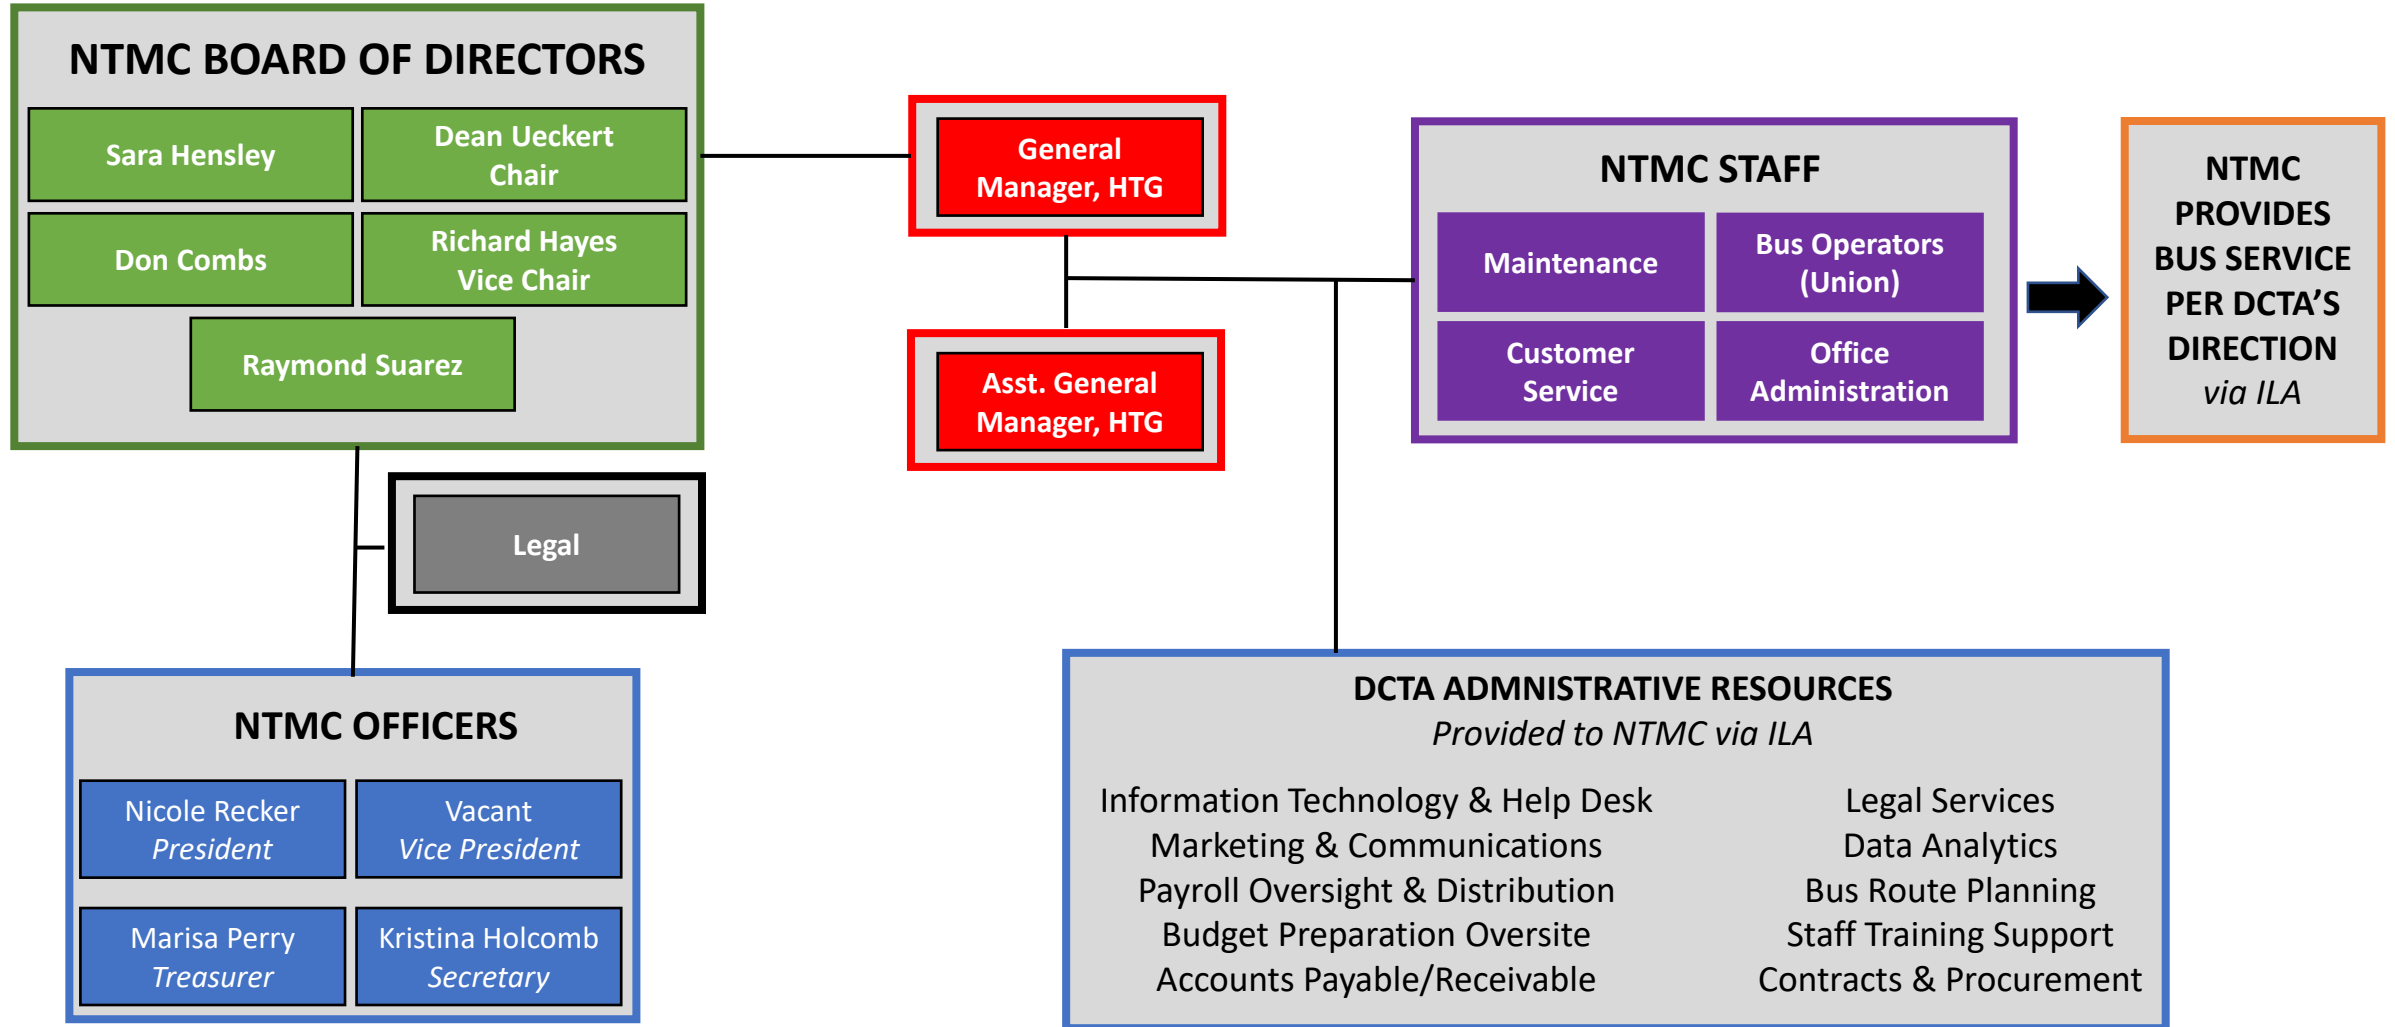 NTMC BOARD OF DIRECTORS
Sara Hensley
Dean Ueckert
Chair
Don Combs
Richard Hayes
Vice Chair
Raymond Suarez
General
Manager, HTG
Asst. General
Manager, HTG
NTMC STAFF
Maintenance
Bus Operators
(Union)
Customer
Service
Office
Administration
NTMC
PROVIDES
BUS SERVICE
PER DCTA’S
DIRECTION
via ILA
Legal
NTMC OFFICERS
Nicole Recker
President
Vacant
Vice President
Marisa Perry
Treasurer
Kristina Holcomb
Secretary
DCTA ADMNISTRATIVE RESOURCES
Provided to NTMC via ILA
Information Technology & Help Desk
Marketing & Communications
Payroll Oversight & Distribution
Budget Preparation Oversite
Accounts Payable/Receivable
Legal Services
Data Analytics
Bus Route Planning
Staff Training Support
Contracts & Procurement